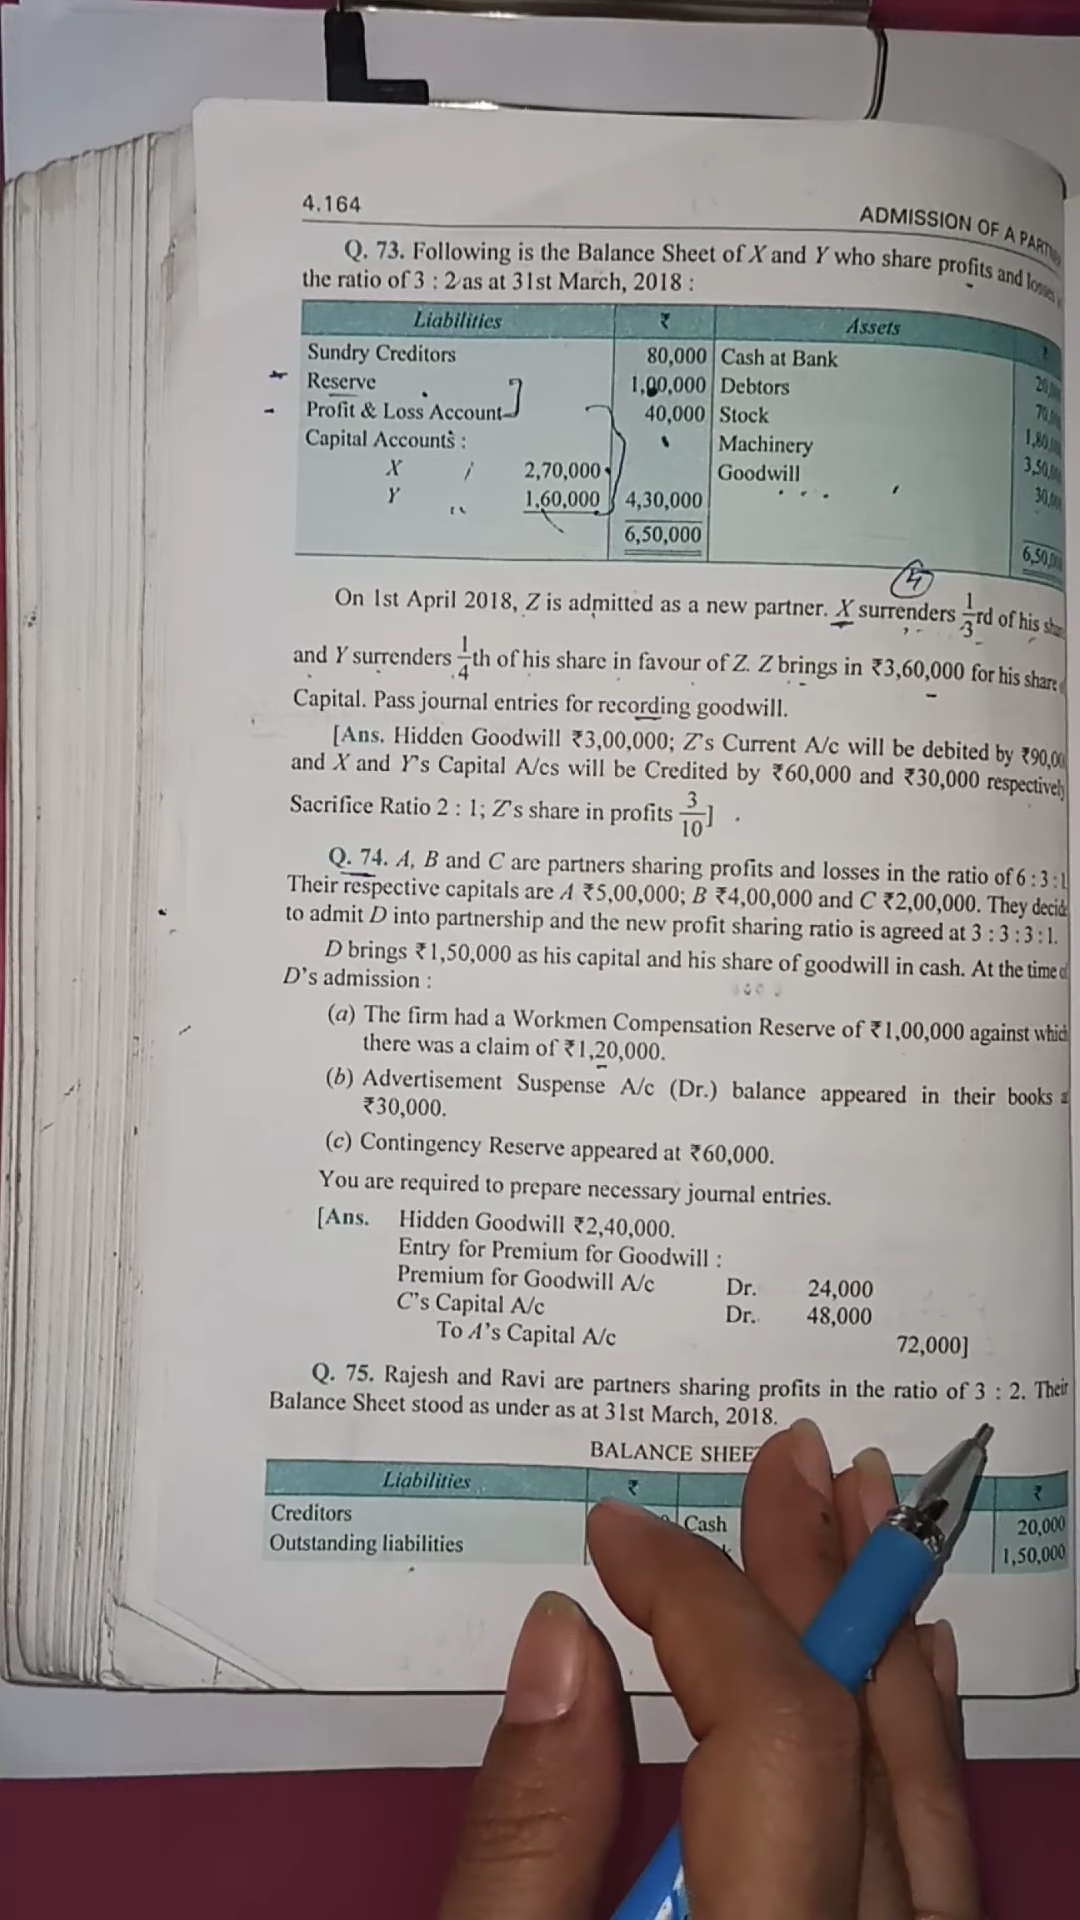 4.164
ADMISSION OF A PARTNE
Q. 73. Following is the Balance Sheet of X and Y who share profits and losses
the ratio of 3 : 2 as at 31st March, 2018 :
Liabilities ₹ Assets ₹
Sundry Creditors 80,000 Cash at Bank
Reserve 1,00,000 Debtors
Profit & Loss Account 40,000 Stock
Capital Accounts : Machinery
X 2,70,000 Goodwill
Y 1,60,000 4,30,000
6,50,000
On 1st April 2018, Z is admitted as a new partner. X surrenders 1/3 rd of his
and Y surrenders 1/4 th of his share in favour of Z. Z brings in ₹3,60,000 for his share
Capital. Pass journal entries for recording goodwill.
[Ans. Hidden Goodwill ₹3,00,000; Z's Current A/c will be debited by ₹90,00
and X and Y's Capital A/cs will be Credited by ₹60,000 and ₹30,000 respectively
Sacrifice Ratio 2 : 1; Z's share in profits 3/10]
Q. 74. A, B and C are partners sharing profits and losses in the ratio of 6 : 3 : 1
Their respective capitals are A ₹5,00,000; B ₹4,00,000 and C ₹2,00,000. They decide
to admit D into partnership and the new profit sharing ratio is agreed at 3 : 3 : 3 : 1.
D brings ₹1,50,000 as his capital and his share of goodwill in cash. At the time
D's admission :
(a) The firm had a Workmen Compensation Reserve of ₹1,00,000 against which
there was a claim of ₹1,20,000.
(b) Advertisement Suspense A/c (Dr.) balance appeared in their books a
₹30,000.
(c) Contingency Reserve appeared at ₹60,000.
You are required to prepare necessary journal entries.
[Ans. Hidden Goodwill ₹2,40,000.
Entry for Premium for Goodwill :
Premium for Goodwill A/c Dr. 24,000
C's Capital A/c Dr. 48,000
To A's Capital A/c 72,000]
Q. 75. Rajesh and Ravi are partners sharing profits in the ratio of 3 : 2. Their
Balance Sheet stood as under as at 31st March, 2018.
BALANCE SHEE
Liabilities ₹ ₹
Creditors Cash 20,000
Outstanding liabilities 1,50,000